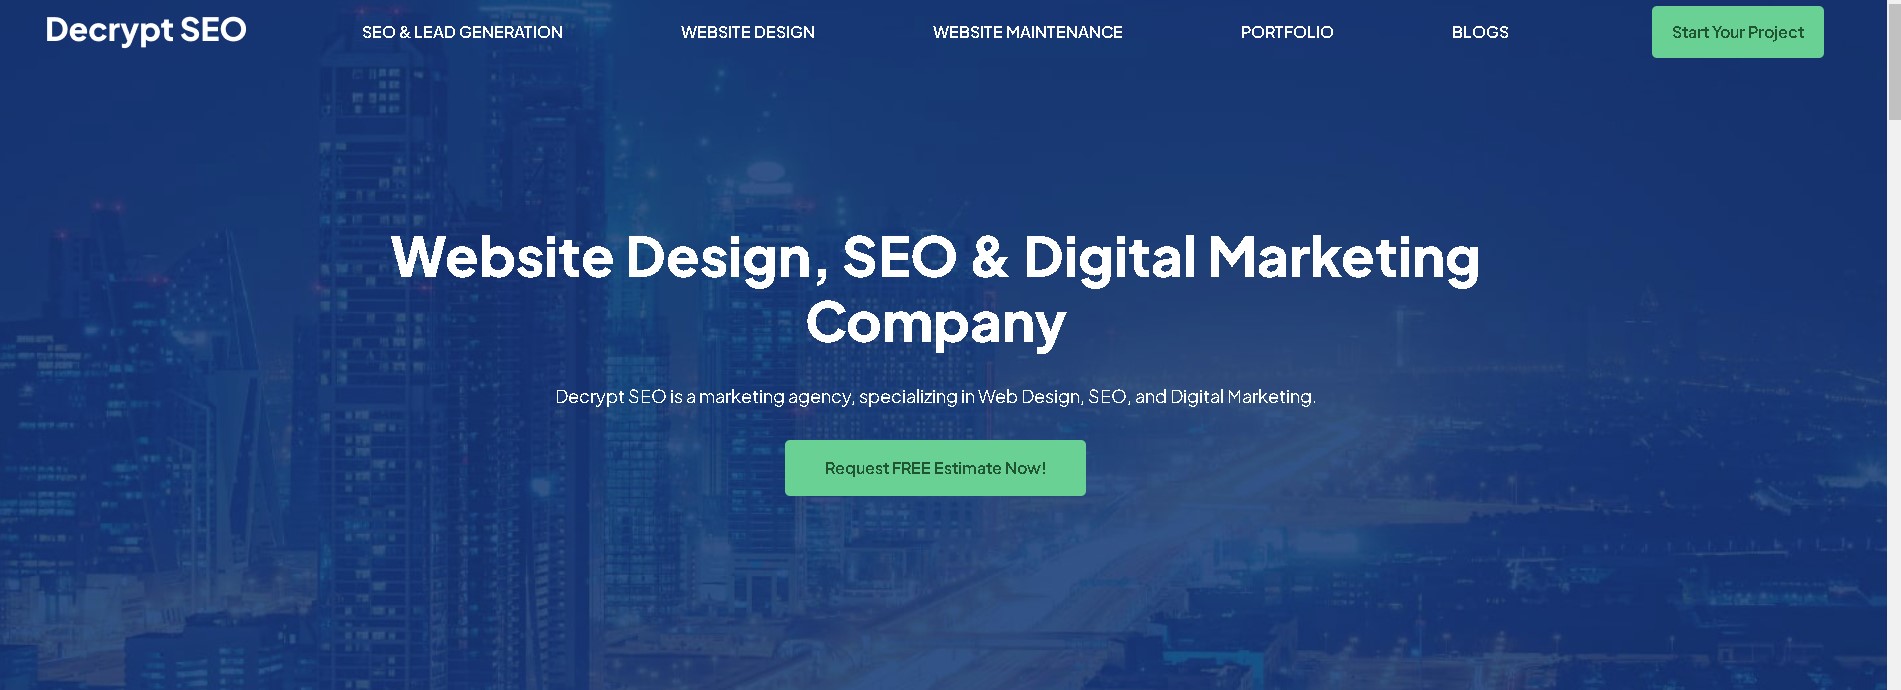 Decrypt SEO
SEO & LEAD GENERATION
WEBSITE DESIGN
WEBSITE MAINTENANCE
PORTFOLIO
BLOGS
Start Your Project
Website Design, SEO & Digital Marketing
Company
Decrypt SEO is a marketing agency, specializing in Web Design, SEO, and Digital Marketing.
Request FREE Estimate Now!